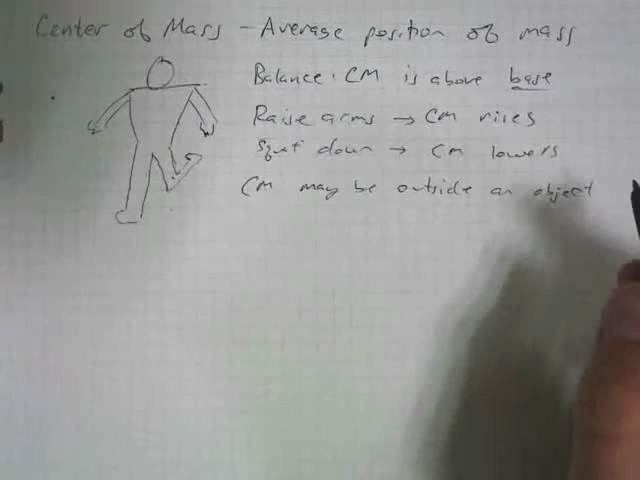 Center of Mass - Average position of mass
Balance: CM is above base
Raise arms → CM rises
Squat down → CM lowers
CM may be outside an object